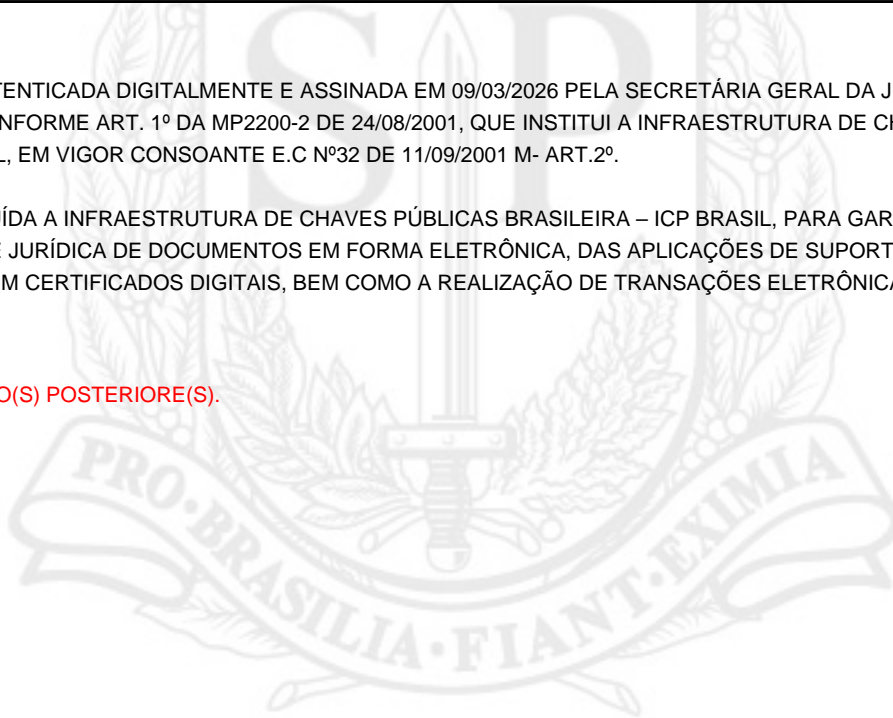 TENTICADA DIGITALMENTE E ASSINADA EM 09/03/2026 PELA SECRETÁRIA GERAL DA J
NFORME ART. 1º DA MP2200-2 DE 24/08/2001, QUE INSTITUI A INFRAESTRUTURA DE CH
L, EM VIGOR CONSOANTE E.C Nº32 DE 11/09/2001 M- ART.2º.
UÍDA A INFRAESTRUTURA DE CHAVES PÚBLICAS BRASILEIRA – ICP BRASIL, PARA GAR
E JURÍDICA DE DOCUMENTOS EM FORMA ELETRÔNICA, DAS APLICAÇÕES DE SUPORT
M CERTIFICADOS DIGITAIS, BEM COMO A REALIZAÇÃO DE TRANSAÇÕES ELETRÔNICA
O(S) POSTERIORE(S).
SP
PRO·BRASILIA·FIANT·EXIMIA